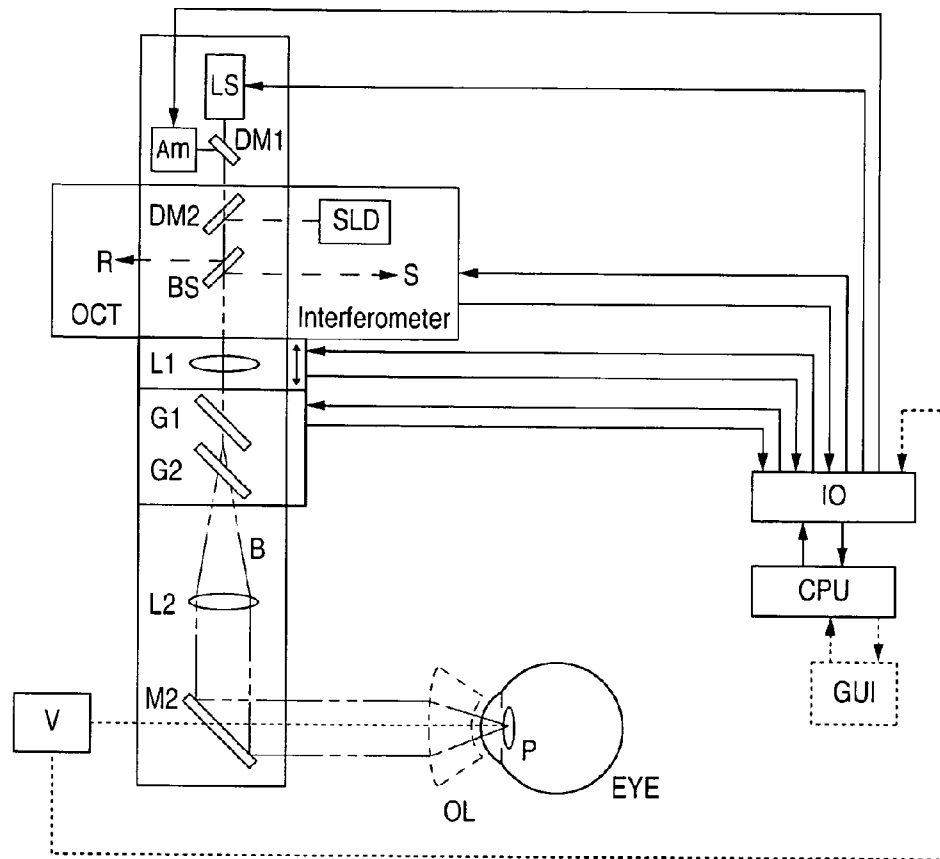 LS
Am
DM1
DM2
SLD
R
BS
S
OCT
Interferometer
L1
G1
G2
IO
B
CPU
L2
GUI
M2
V
P
OL
EYE